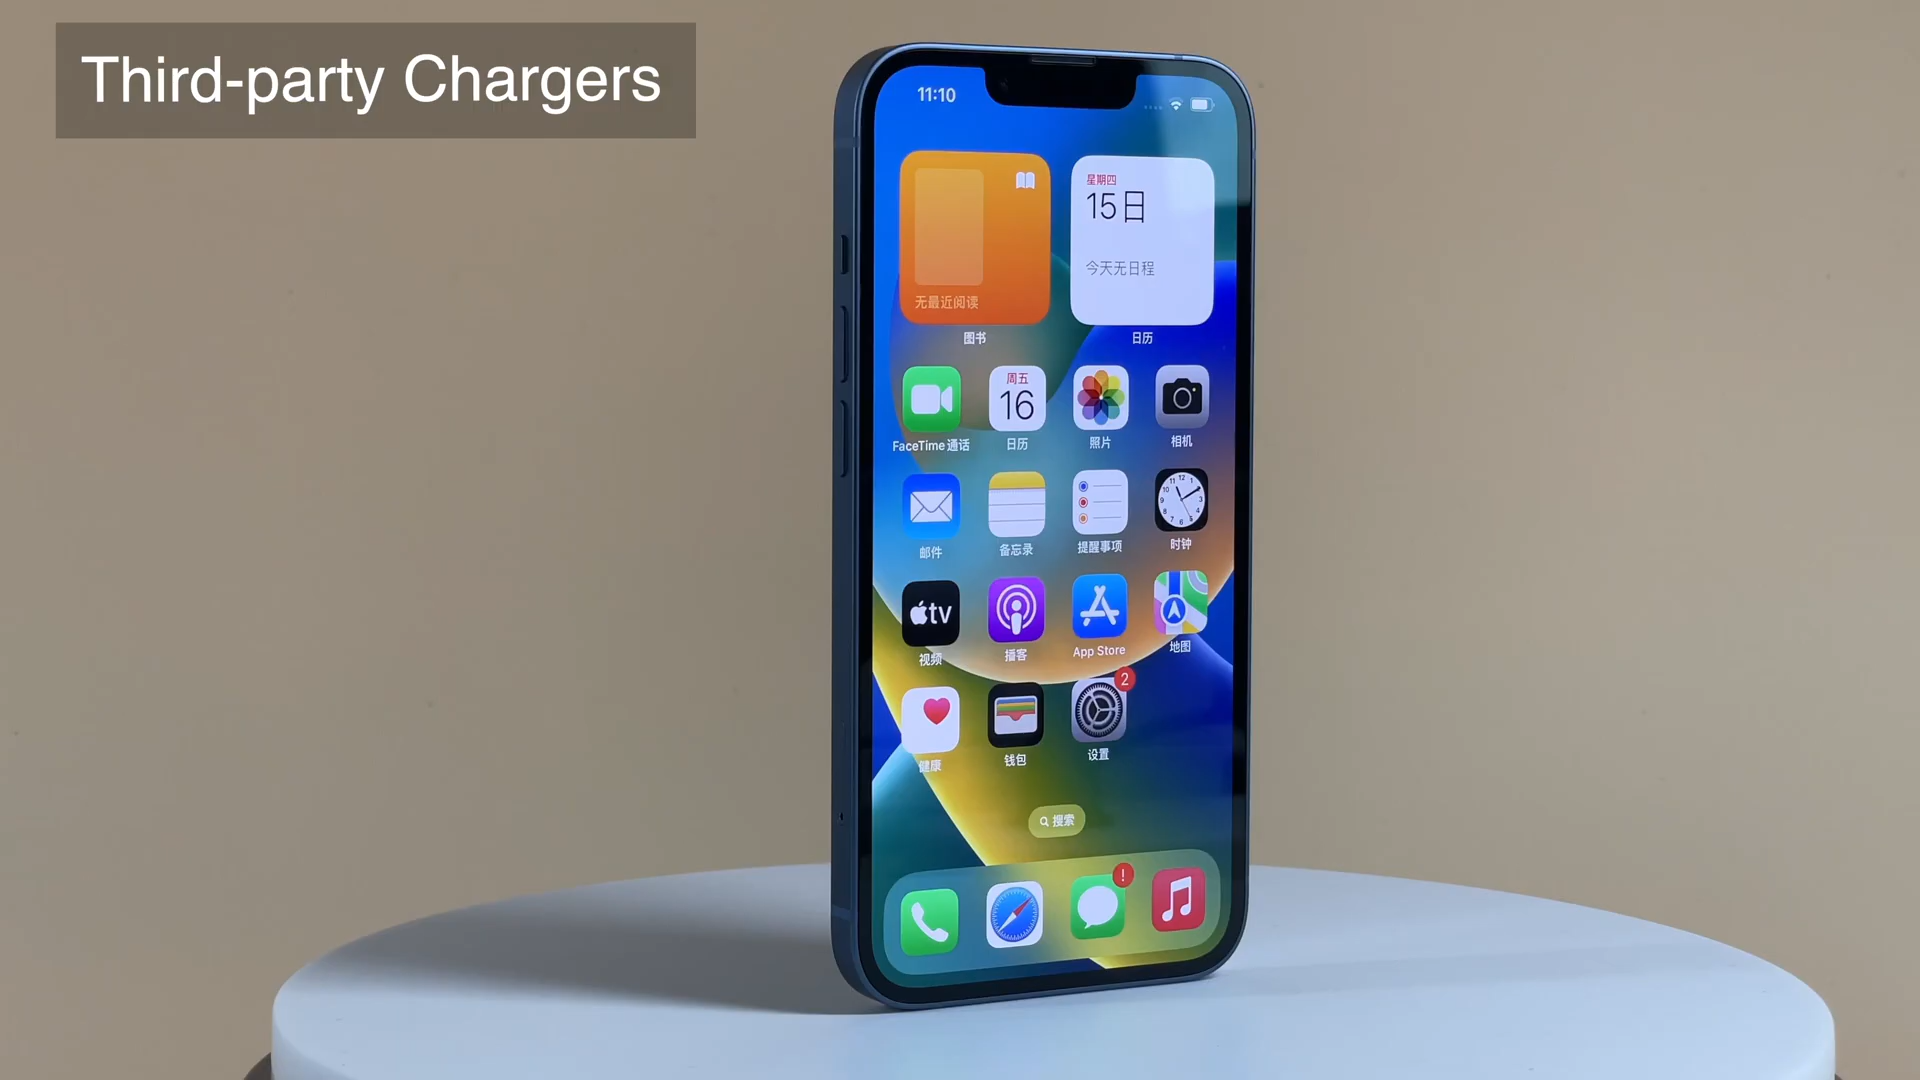 Third-party Chargers
11:10
星期四
15日
今天无日程
无最近阅读
图书
日历
周五
16
FaceTime通话
日历
照片
相机
邮件
备忘录
提醒事项
时钟
tv
视频
播客
App Store
地图
2
健康
钱包
设置
搜索
!